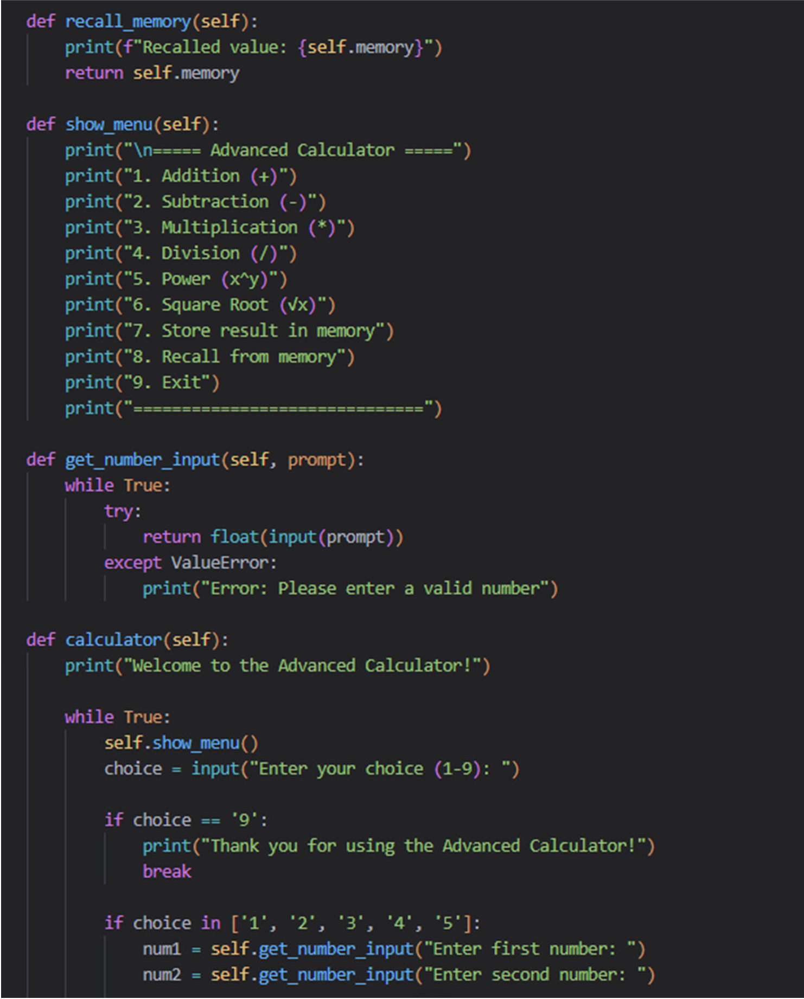 def recall_memory(self):
    print(f"Recalled value: {self.memory}")
    return self.memory

def show_menu(self):
    print("\n===== Advanced Calculator =====")
    print("1. Addition (+)")
    print("2. Subtraction (-)")
    print("3. Multiplication (*)")
    print("4. Division (/)")
    print("5. Power (x^y)")
    print("6. Square Root (√x)")
    print("7. Store result in memory")
    print("8. Recall from memory")
    print("9. Exit")
    print("==============================")

def get_number_input(self, prompt):
    while True:
        try:
            return float(input(prompt))
        except ValueError:
            print("Error: Please enter a valid number")

def calculator(self):
    print("Welcome to the Advanced Calculator!")

    while True:
        self.show_menu()
        choice = input("Enter your choice (1-9): ")

        if choice == '9':
            print("Thank you for using the Advanced Calculator!")
            break

        if choice in ['1', '2', '3', '4', '5']:
            num1 = self.get_number_input("Enter first number: ")
            num2 = self.get_number_input("Enter second number: ")